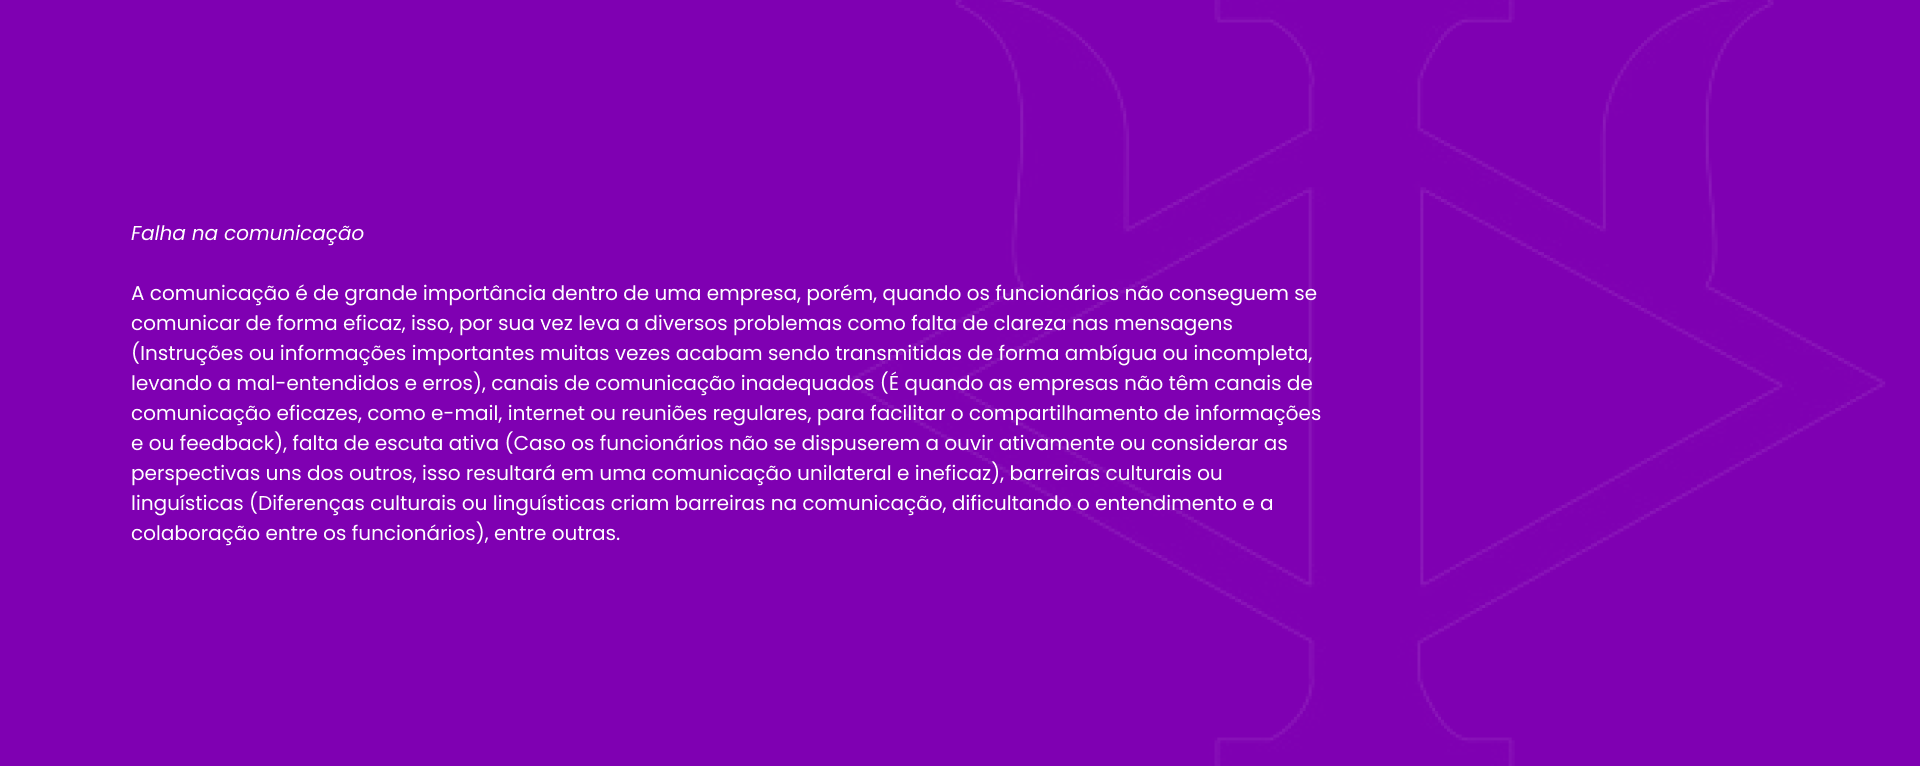 Falha na comunicação
A comunicação é de grande importância dentro de uma empresa, porém, quando os funcionários não conseguem se
comunicar de forma eficaz, isso, por sua vez leva a diversos problemas como falta de clareza nas mensagens
(Instruções ou informações importantes muitas vezes acabam sendo transmitidas de forma ambígua ou incompleta,
levando a mal-entendidos e erros), canais de comunicação inadequados (É quando as empresas não têm canais de
comunicação eficazes, como e-mail, internet ou reuniões regulares, para facilitar o compartilhamento de informações
e ou feedback), falta de escuta ativa (Caso os funcionários não se dispuserem a ouvir ativamente ou considerar as
perspectivas uns dos outros, isso resultará em uma comunicação unilateral e ineficaz), barreiras culturais ou
linguísticas (Diferenças culturais ou linguísticas criam barreiras na comunicação, dificultando o entendimento e a
colaboração entre os funcionários), entre outras.